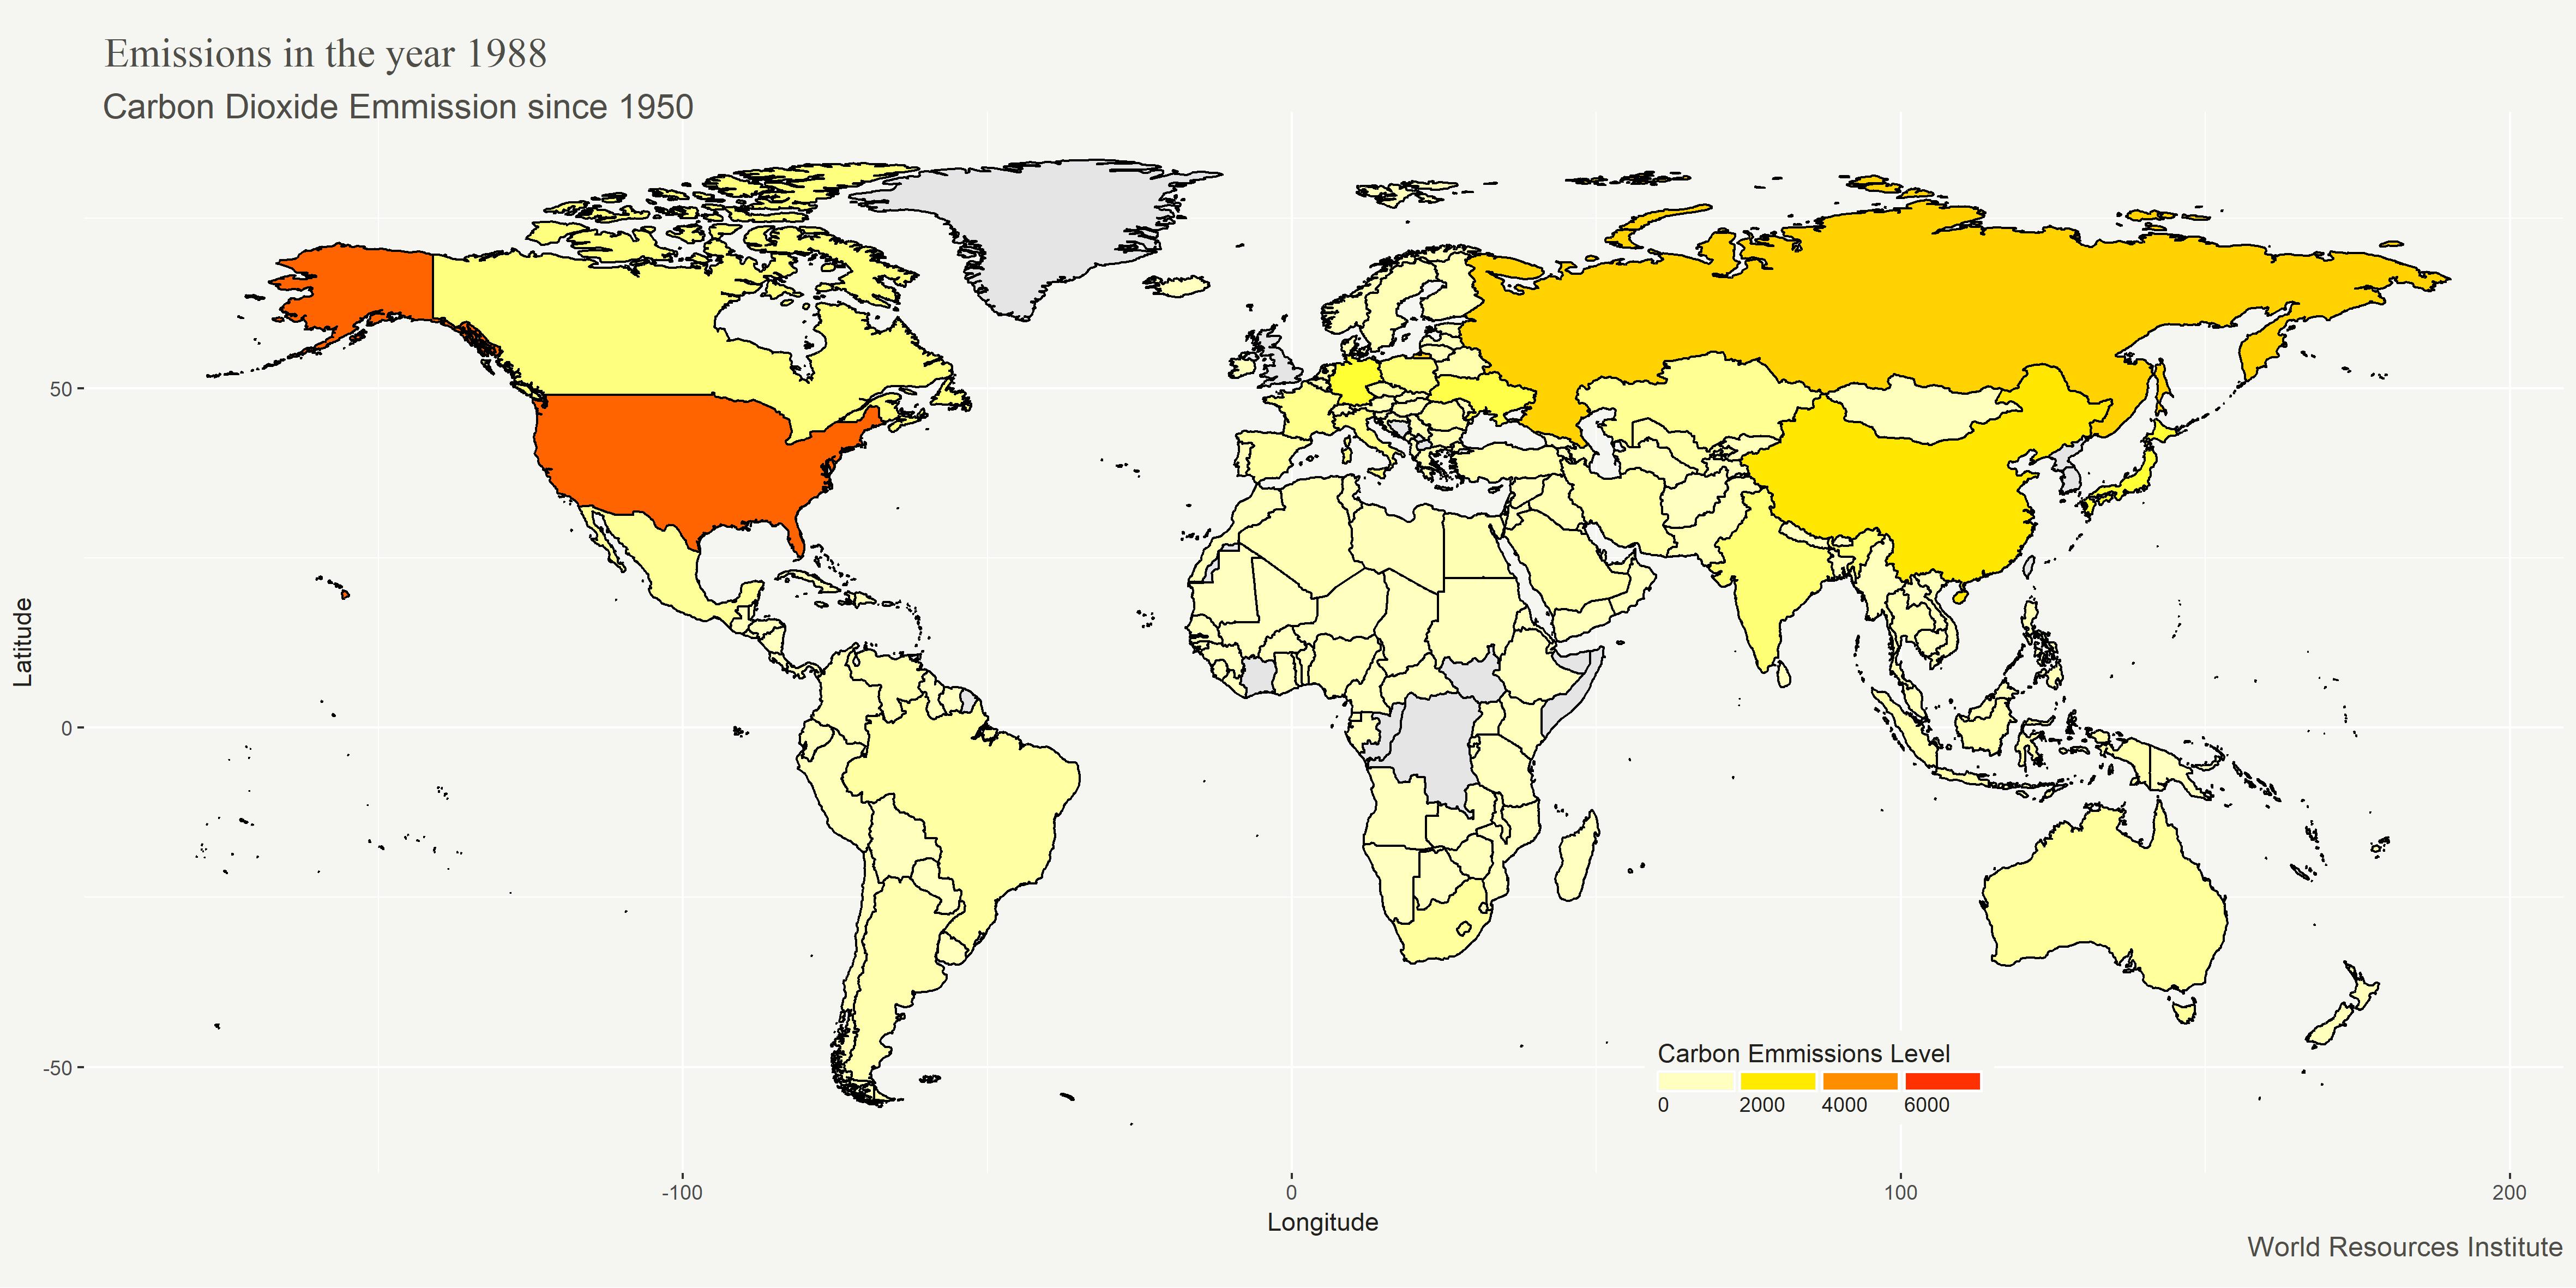 Emissions in the year 1988
Carbon Dioxide Emmission since 1950
Latitude
50
0
-50
Carbon Emmissions Level
0 2000 4000 6000
-100 0 100 200
Longitude
World Resources Institute